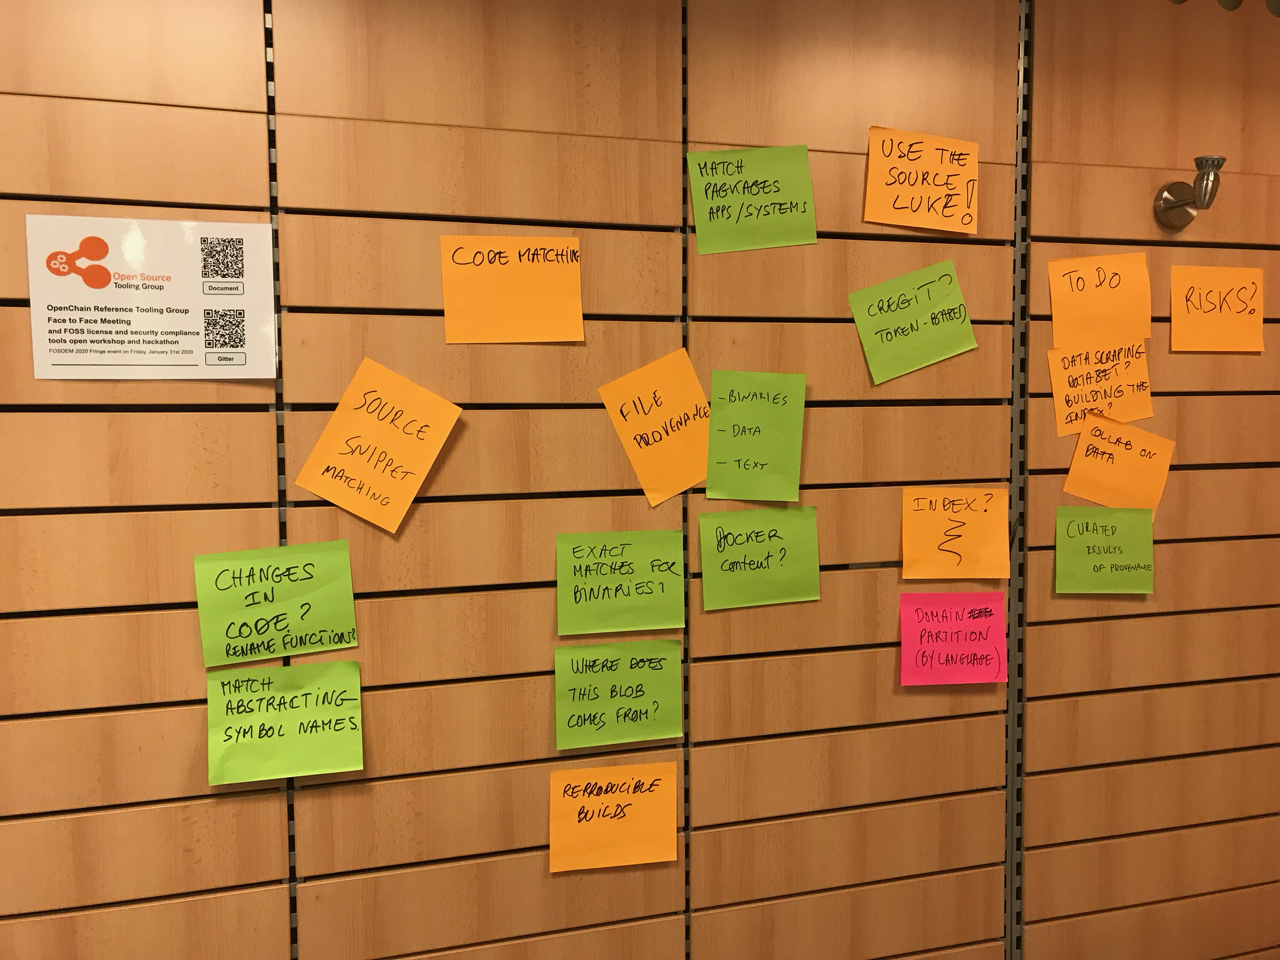 Open Source
Tooling Group
Document
OpenChain Reference Tooling Group
Face to Face Meeting
and FOSS license and security compliance
tools open workshop and hackathon
FOSDEM 2020 Fringe event on Friday, January 31st 2020
Gitter
CODE MATCHING
MATCH
PACKAGES
APPS/SYSTEMS
USE THE
SOURCE
LUKE!
CREGIT?
TOKEN-BASED
TO DO
RISKS?
DATA SCRAPING
DATASET?
BUILDING THE
INDEX?
COLLAB ON
DATA
CURATED
RESULTS
OF PROVENANCE
SOURCE
SNIPPET
MATCHING
FILE
PROVENANCE
- BINARIES
- DATA
- TEXT
INDEX?
DOMAIN
PARTITION
(BY LANGUAGE)
CHANGES
IN
CODE?
RENAME FUNCTIONS?
MATCH
ABSTRACTING
SYMBOL NAMES.
EXACT
MATCHES FOR
BINARIES?
DOCKER
content?
WHERE DOES
THIS BLOB
COMES FROM?
REPRODUCIBLE
BUILDS